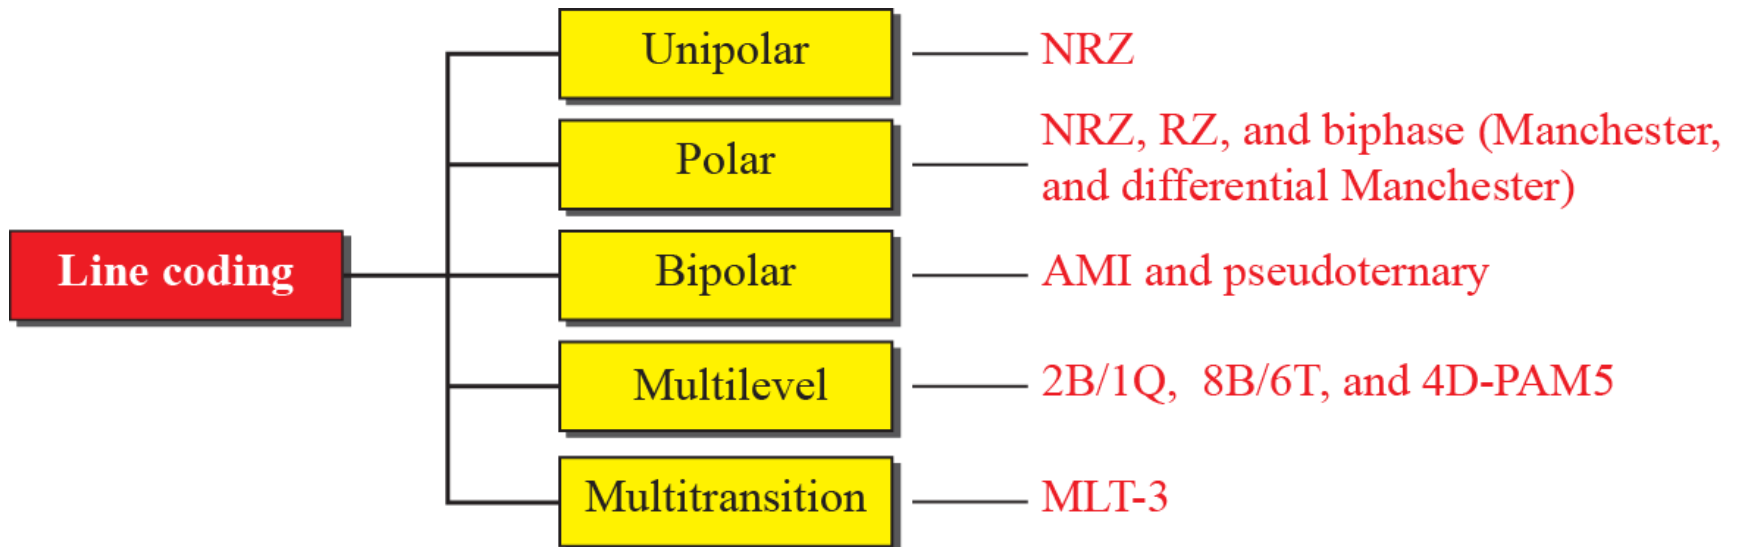 Unipolar
NRZ
Polar
NRZ, RZ, and biphase (Manchester,
and differential Manchester)
Line coding
Bipolar
AMI and pseudoternary
Multilevel
2B/1Q, 8B/6T, and 4D-PAM5
Multitransition
MLT-3